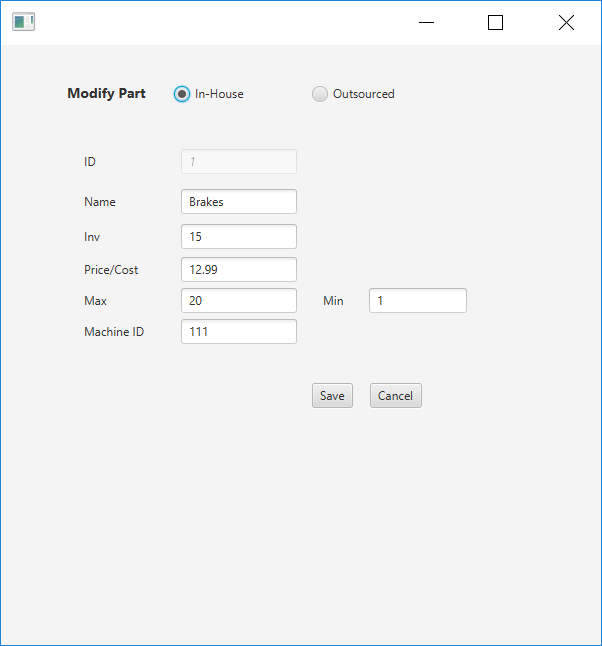 Modify Part In-House Outsourced
ID 1
Name Brakes
Inv 15
Price/Cost 12.99
Max 20 Min 1
Machine ID 111
Save Cancel